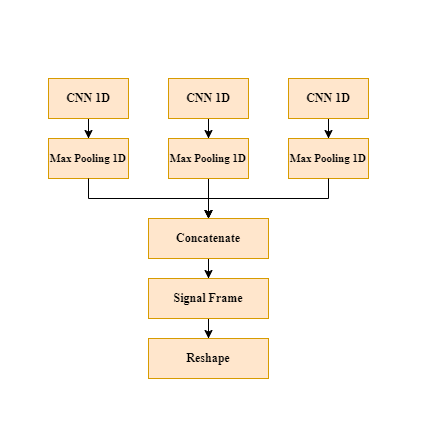 CNN 1D
CNN 1D
CNN 1D
Max Pooling 1D
Max Pooling 1D
Max Pooling 1D
Concatenate
Signal Frame
Reshape